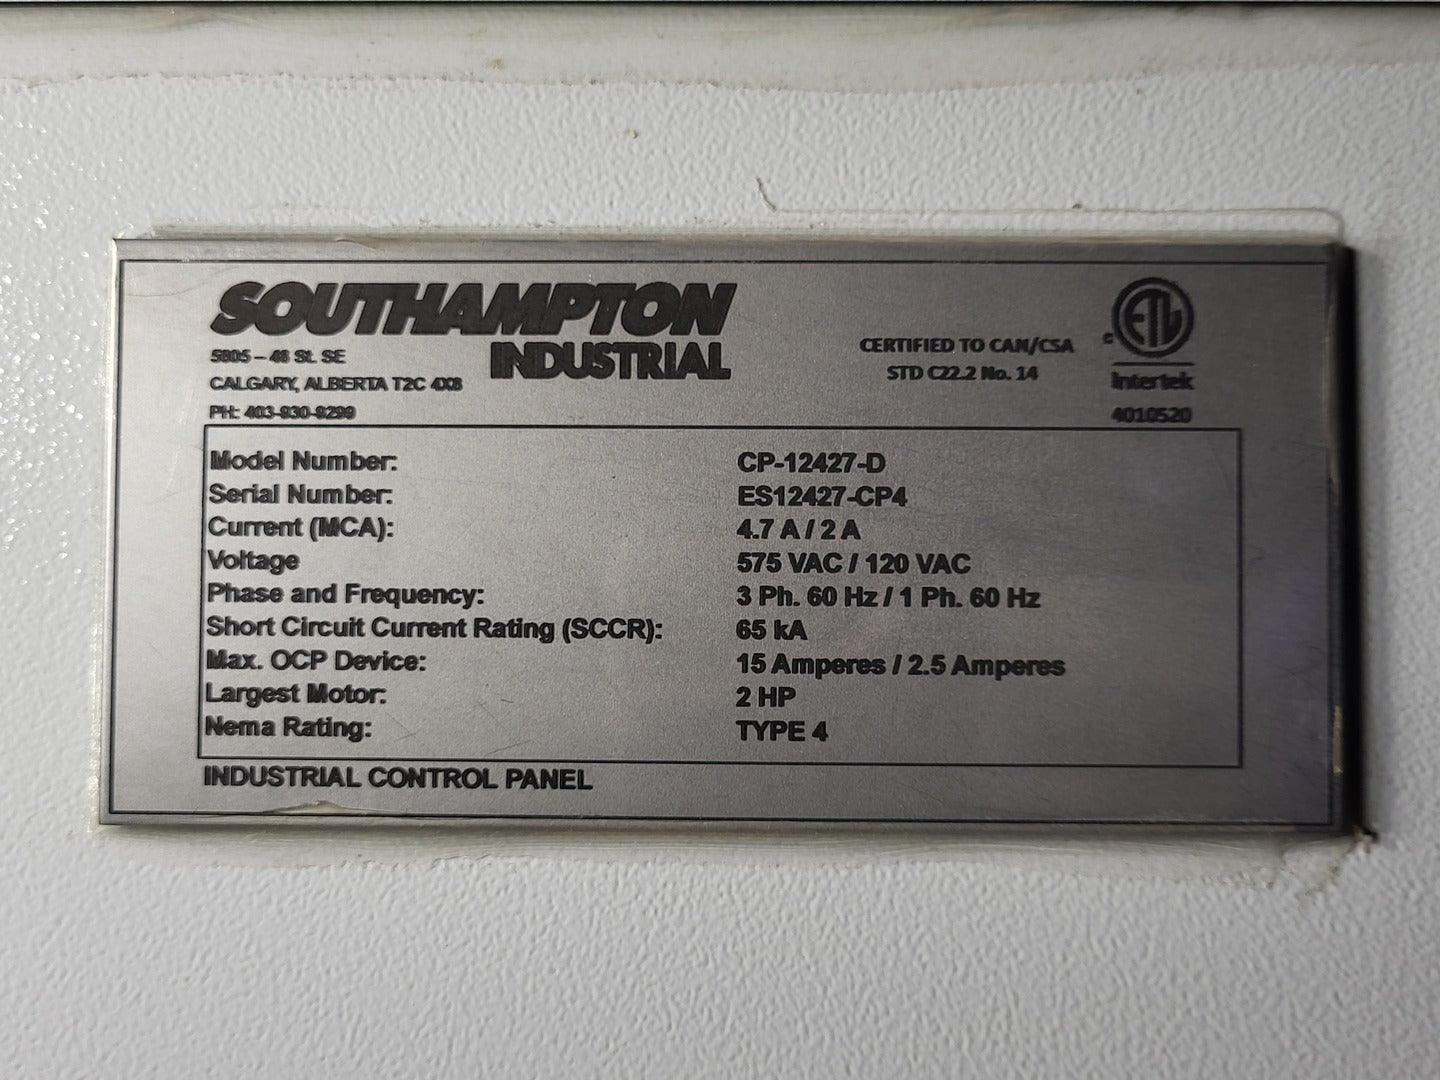 SOUTHAMPTON
INDUSTRIAL
5805 – 48 St. SE
CALGARY, ALBERTA T2C 4X8
PH: 403-930-9299
CERTIFIED TO CAN/CSA
STD C22.2 No. 14
c ETL
Intertek
4010520
Model Number: CP-12427-D
Serial Number: ES12427-CP4
Current (MCA): 4.7 A / 2 A
Voltage 575 VAC / 120 VAC
Phase and Frequency: 3 Ph. 60 Hz / 1 Ph. 60 Hz
Short Circuit Current Rating (SCCR): 65 kA
Max. OCP Device: 15 Amperes / 2.5 Amperes
Largest Motor: 2 HP
Nema Rating: TYPE 4
INDUSTRIAL CONTROL PANEL